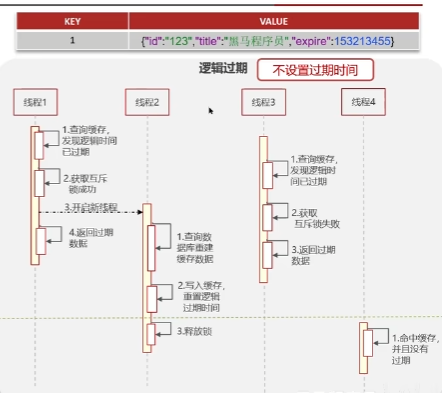 KEY VALUE
1 {"id":"123","title":"黑马程序员","expire":153213455}
逻辑过期 不设置过期时间
线程1 线程2 线程3 线程4
1.查询缓存,
发现逻辑时间
已过期
2.获取互斥
锁成功
3.开启新线程
4.返回过期
数据
1.查询数
据库重建
缓存数据
2.写入缓存,
重置逻辑
过期时间
3.释放锁
1.查询缓存,
发现逻辑时
间已过期
2.获取
互斥锁失败
3.返回过期
数据
1.命中缓存,
并且没有
过期